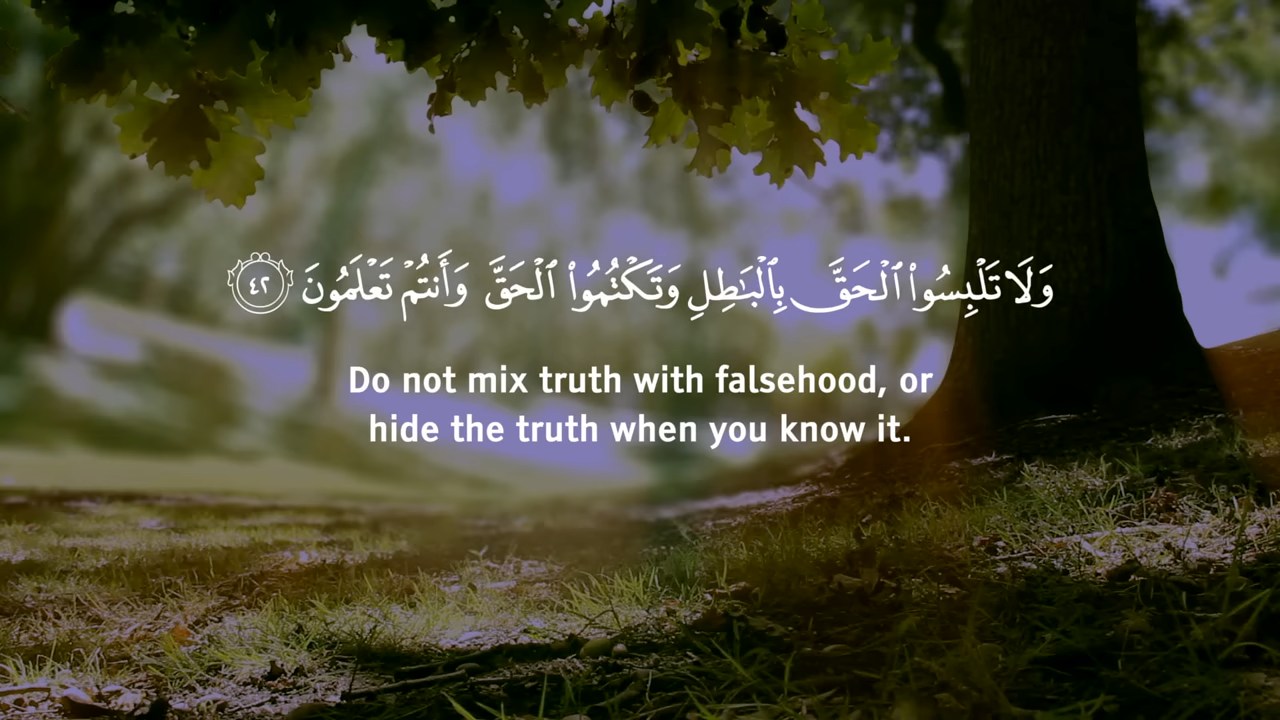 وَلَا تَلْبِسُوا۟ ٱلْحَقَّ بِٱلْبَـٰطِلِ وَتَكْتُمُوا۟ ٱلْحَقَّ وَأَنتُمْ تَعْلَمُونَ ٤٢
Do not mix truth with falsehood, or
hide the truth when you know it.